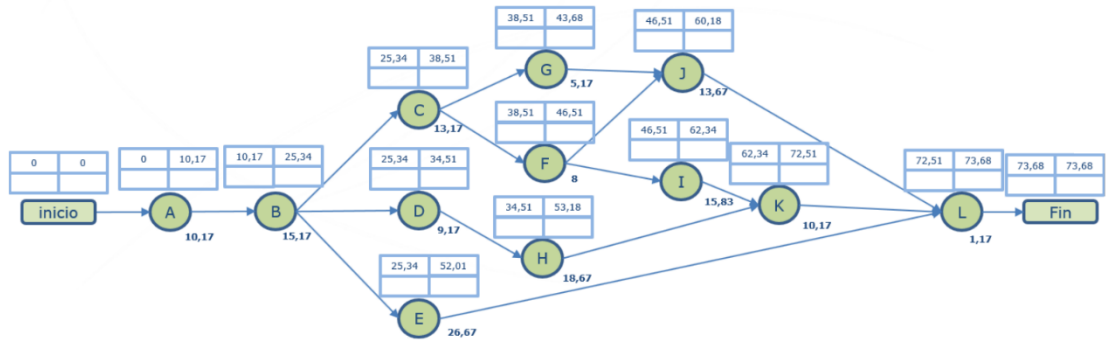 38,51 43,68
46,51 60,18
25,34 38,51
G
J
5,17
13,67
C
38,51 46,51
13,17
46,51 62,34
0 0
0 10,17
10,17 25,34
25,34 34,51
F
8
62,34 72,51
72,51 73,68
73,68 73,68
I
15,83
inicio
A
B
D
K
L
Fin
10,17
15,17
9,17
34,51 53,18
10,17
1,17
H
18,67
25,34 52,01
E
26,67